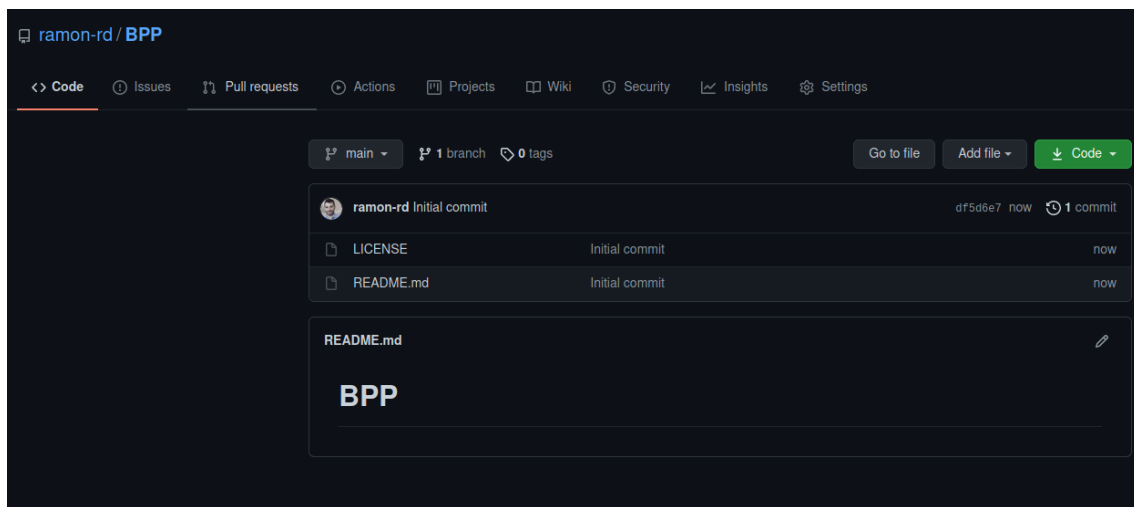 ramon-rd / BPP
Code Issues Pull requests Actions Projects Wiki Security Insights Settings
main 1 branch 0 tags Go to file Add file Code
ramon-rd Initial commit df5d6e7 now 1 commit
LICENSE Initial commit now
README.md Initial commit now
README.md
BPP